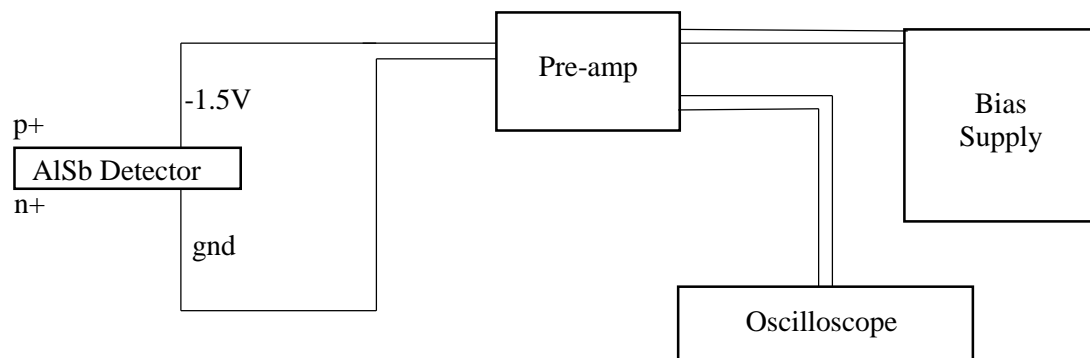 Pre-amp
Bias
Supply
-1.5V
p+
AlSb Detector
n+
gnd
Oscilloscope